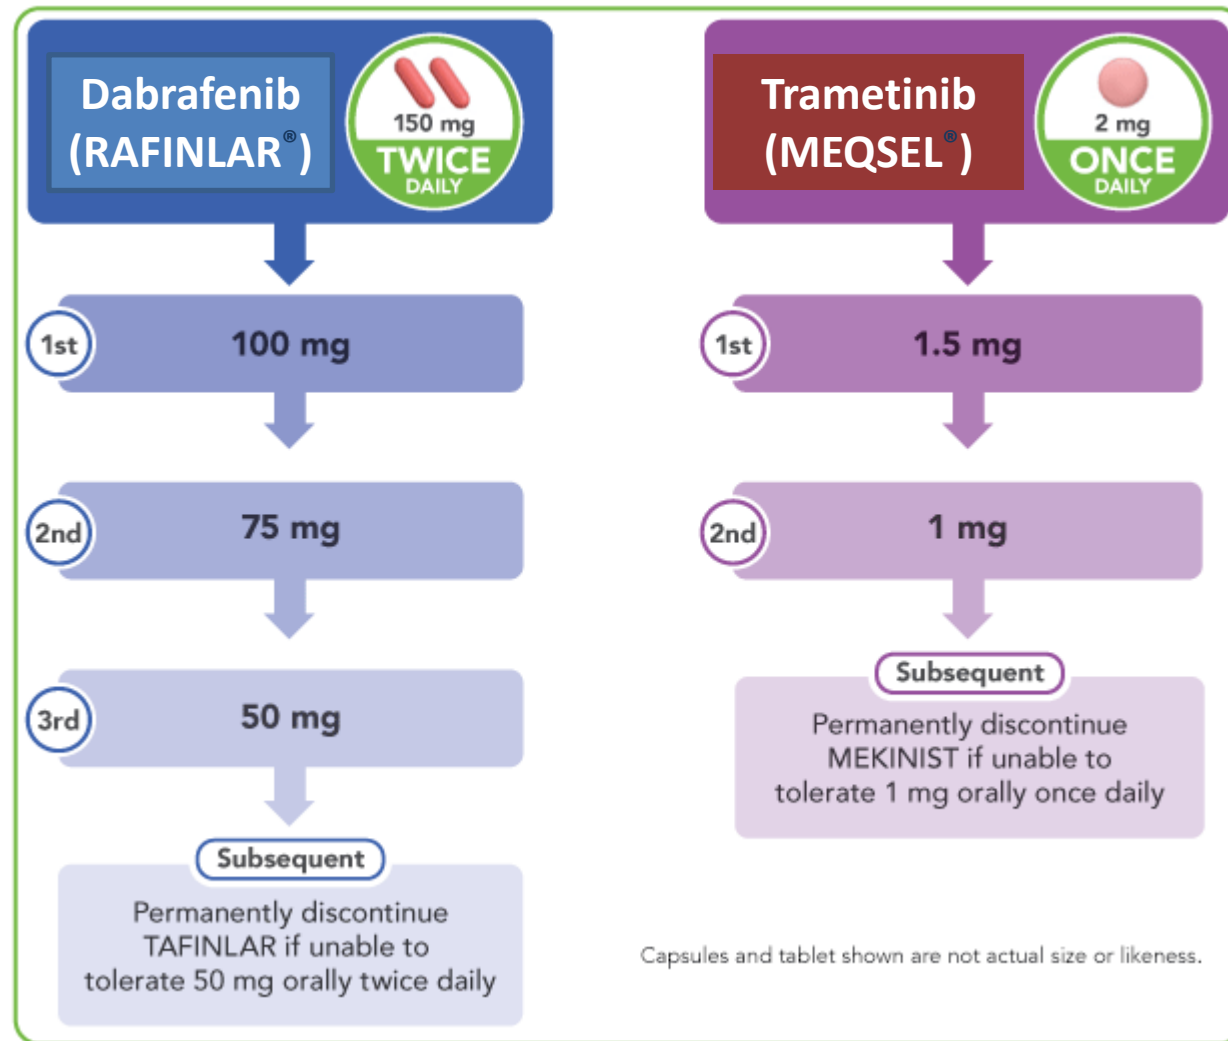 Dabrafenib
(RAFINLAR®)
150 mg
TWICE
DAILY
1st
100 mg
2nd
75 mg
3rd
50 mg
Subsequent
Permanently discontinue
TAFINLAR if unable to
tolerate 50 mg orally twice daily
Trametinib
(MEQSEL®)
2 mg
ONCE
DAILY
1st
1.5 mg
2nd
1 mg
Subsequent
Permanently discontinue
MEKINIST if unable to
tolerate 1 mg orally once daily
Capsules and tablet shown are not actual size or likeness.